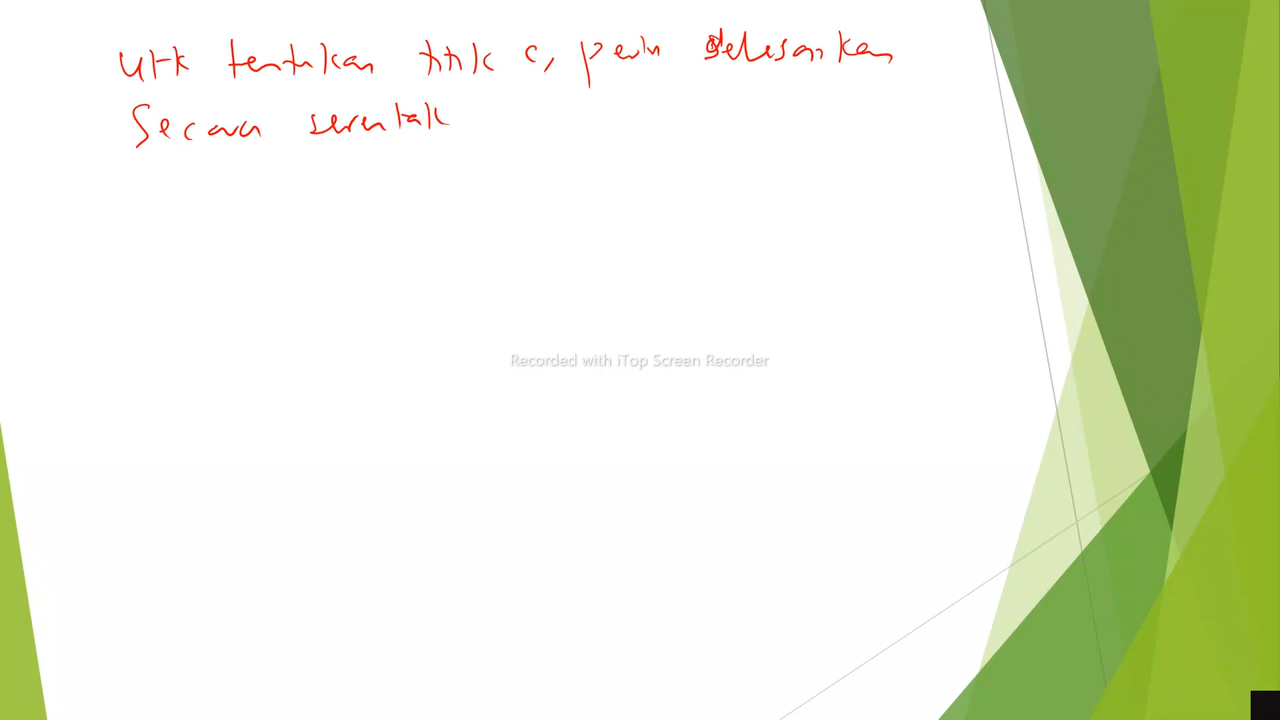 utk tentukan titik c, perlu selesaikan
Secara serentak
Recorded with iTop Screen Recorder